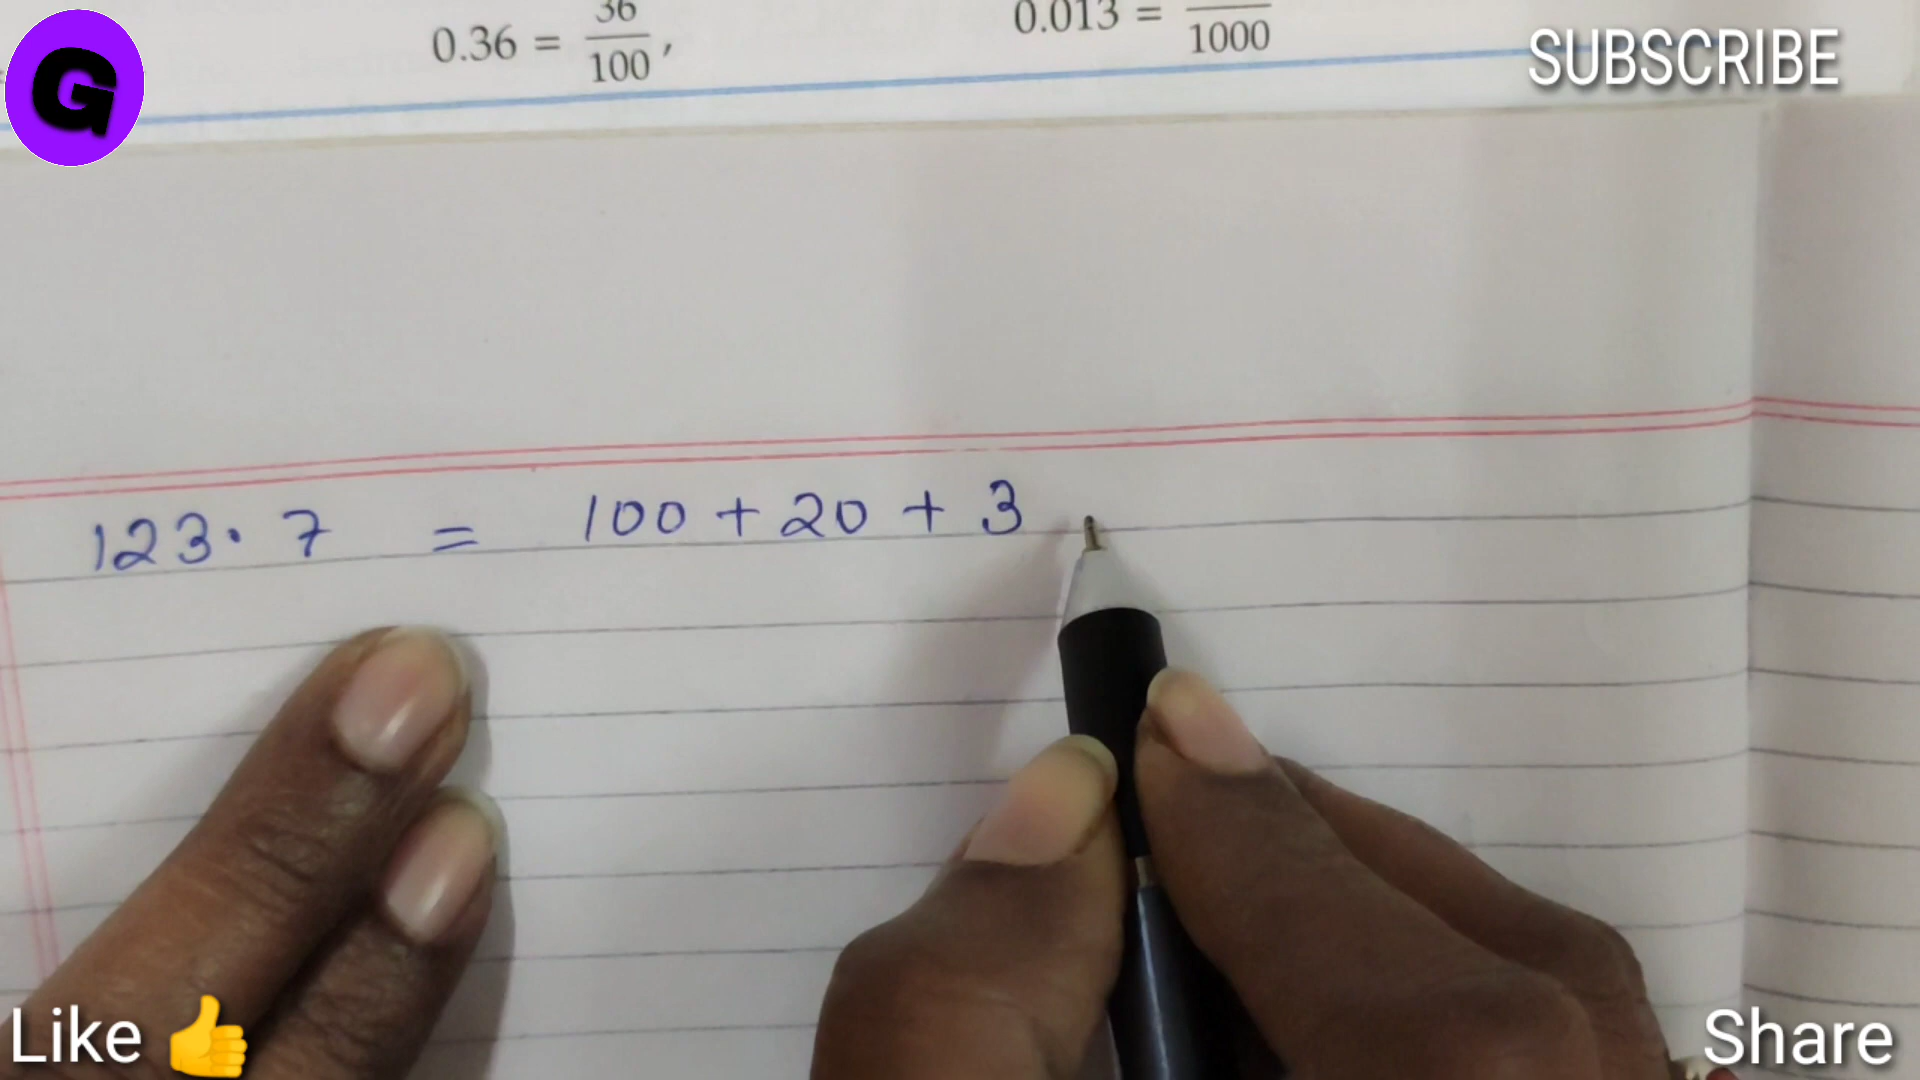 G
0.36 = 36/100,
0.013 = /1000
SUBSCRIBE
123.7 = 100 + 20 + 3
Like 👍
Share